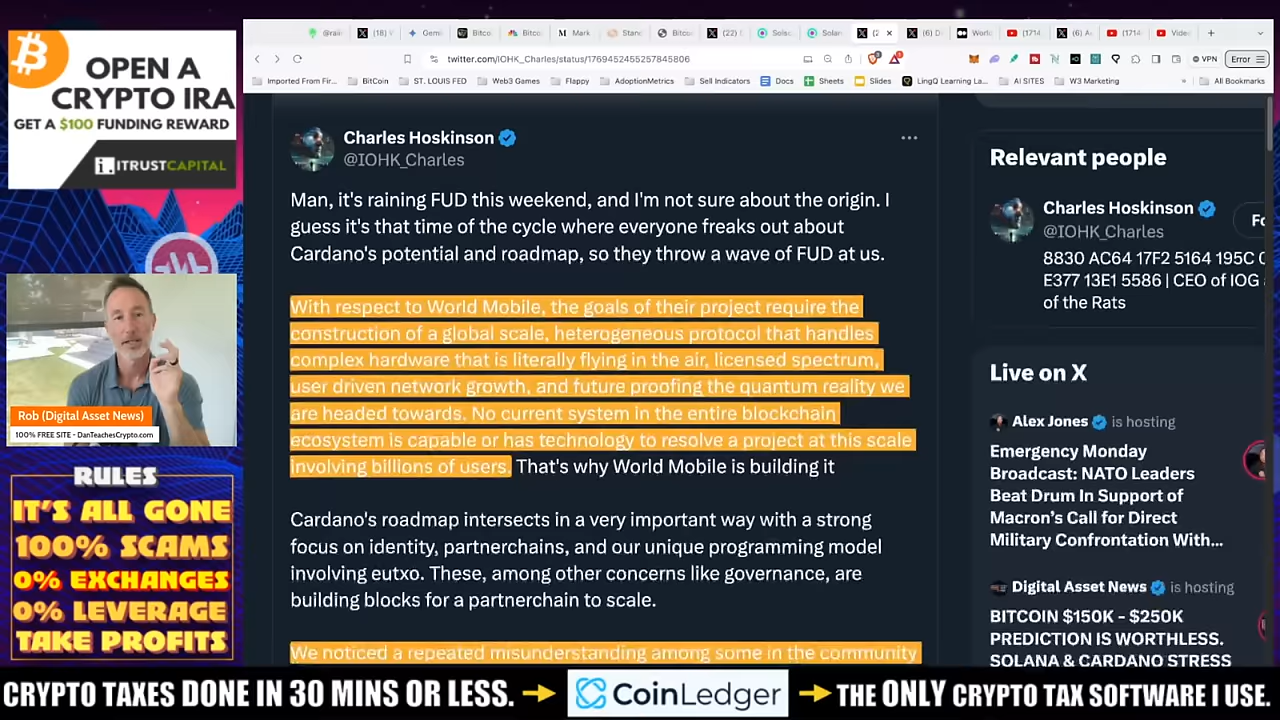 OPEN A
CRYPTO IRA
GET A $100 FUNDING REWARD
i. ITRUSTCAPITAL
Rob (Digital Asset News)
100% FREE SITE - DanTeachesCrypto.com
RULES
IT'S ALL GONE
100% SCAMS
0% EXCHANGES
0% LEVERAGE
TAKE PROFITS
twitter.com/IOHK_Charles/status/1769452455257845806
VPN
Error
Imported From Fir...
BitCoin
ST. LOUIS FED
Web3 Games
Flappy
AdoptionMetrics
Sell Indicators
Docs
Sheets
Slides
LingQ Learning La...
AI SITES
W3 Marketing
All Bookmarks
Charles Hoskinson
@IOHK_Charles
Man, it's raining FUD this weekend, and I'm not sure about the origin. I
guess it's that time of the cycle where everyone freaks out about
Cardano's potential and roadmap, so they throw a wave of FUD at us.
With respect to World Mobile, the goals of their project require the
construction of a global scale, heterogeneous protocol that handles
complex hardware that is literally flying in the air, licensed spectrum,
user driven network growth, and future proofing the quantum reality we
are headed towards. No current system in the entire blockchain
ecosystem is capable or has technology to resolve a project at this scale
involving billions of users. That's why World Mobile is building it
Cardano's roadmap intersects in a very important way with a strong
focus on identity, partnerchains, and our unique programming model
involving eutxo. These, among other concerns like governance, are
building blocks for a partnerchain to scale.
We noticed a repeated misunderstanding among some in the community
Relevant people
Charles Hoskinson
@IOHK_Charles
Fo
8830 AC64 17F2 5164 195C 0
E377 13E1 5586 | CEO of IOG
of the Rats
Live on X
Alex Jones is hosting
Emergency Monday
Broadcast: NATO Leaders
Beat Drum In Support of
Macron's Call for Direct
Military Confrontation With...
Digital Asset News is hosting
BITCOIN $150K - $250K
PREDICTION IS WORTHLESS.
SOLANA & CARDANO STRESS
CRYPTO TAXES DONE IN 30 MINS OR LESS. → CoinLedger → THE ONLY CRYPTO TAX SOFTWARE I USE.